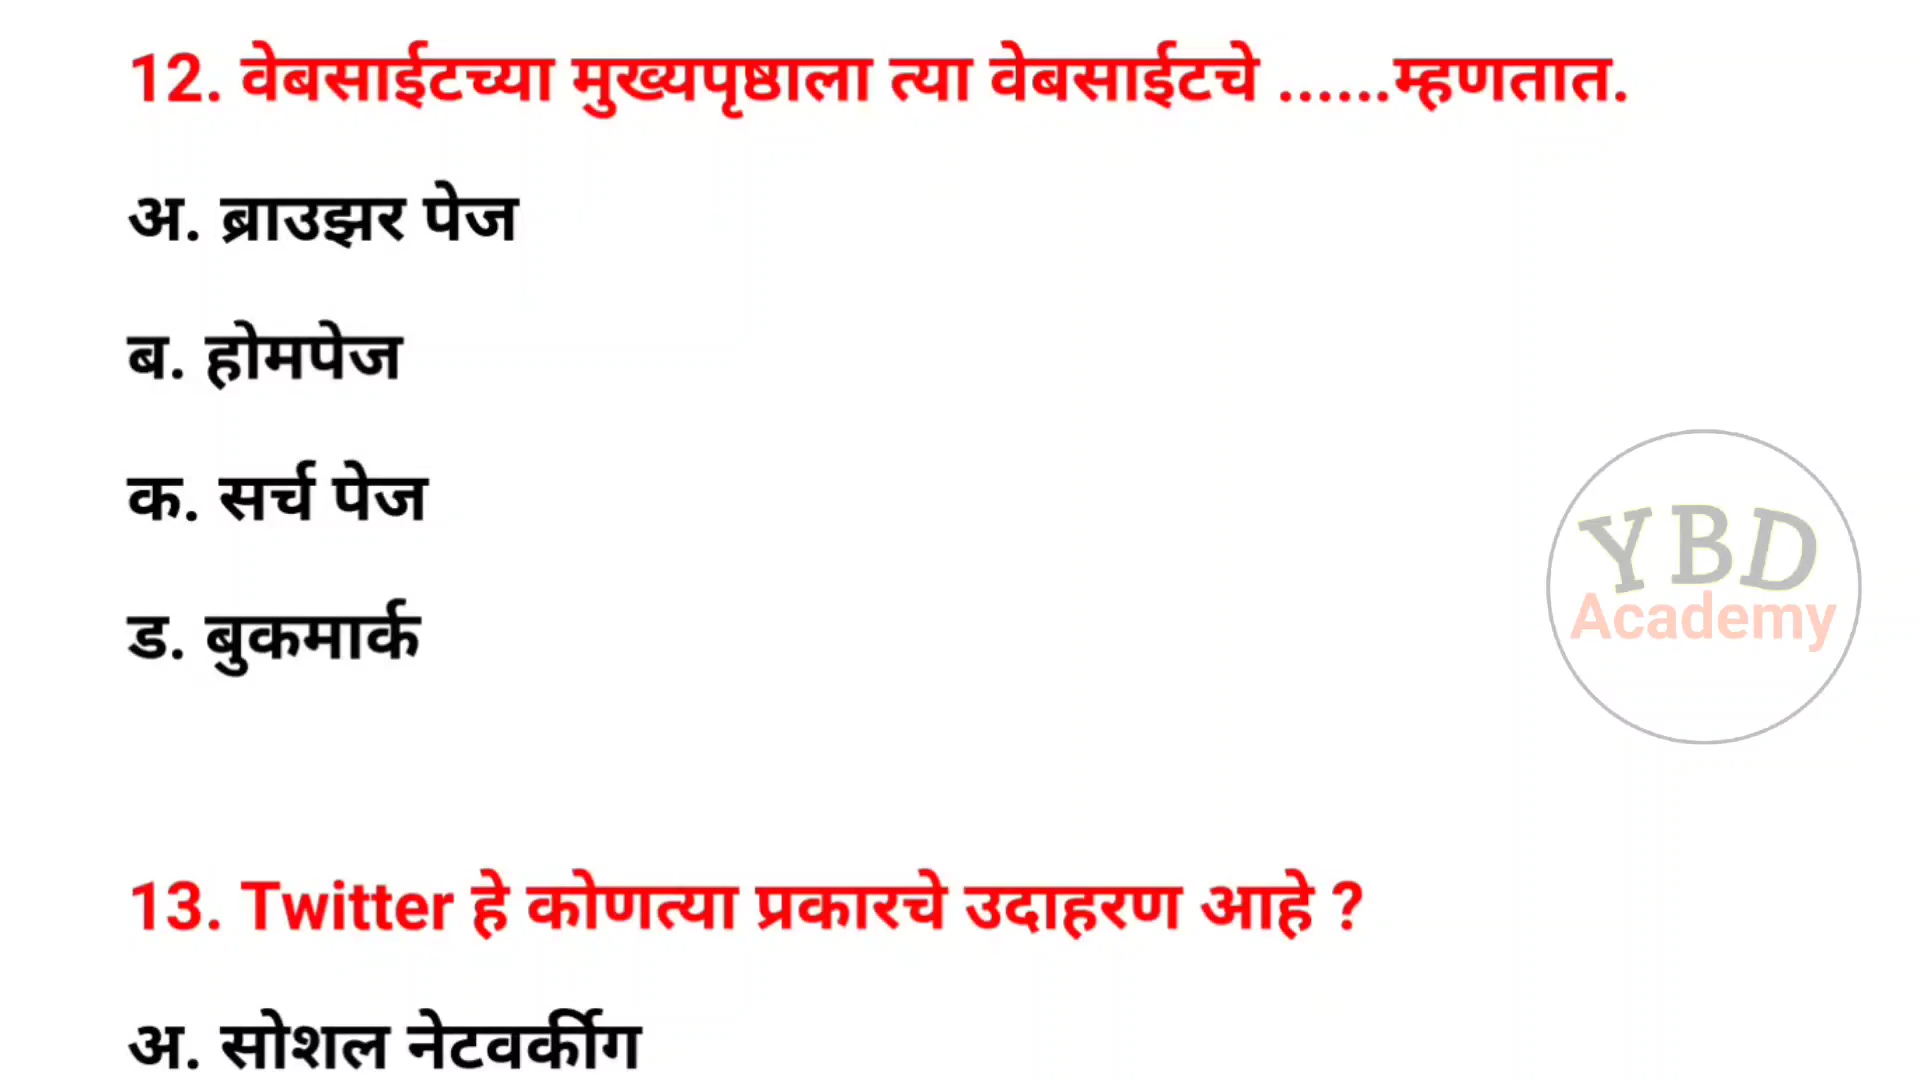 12. वेबसाईटच्या मुख्यपृष्ठाला त्या वेबसाईटचे ......म्हणतात.
अ. ब्राउझर पेज
ब. होमपेज
क. सर्च पेज
ड. बुकमार्क
YBD
Academy
13. Twitter हे कोणत्या प्रकारचे उदाहरण आहे ?
अ. सोशल नेटवर्कींग